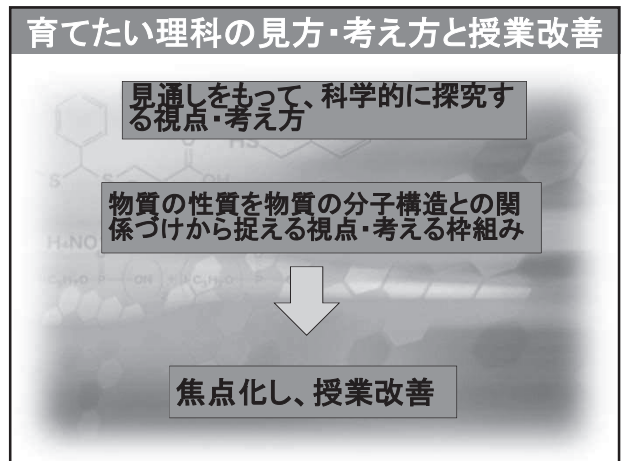 育てたい理科の見方・考え方と授業改善
見通しをもって、科学的に探究す
る視点・考え方
物質の性質を物質の分子構造との関
係づけから捉える視点・考える枠組み
焦点化し、授業改善